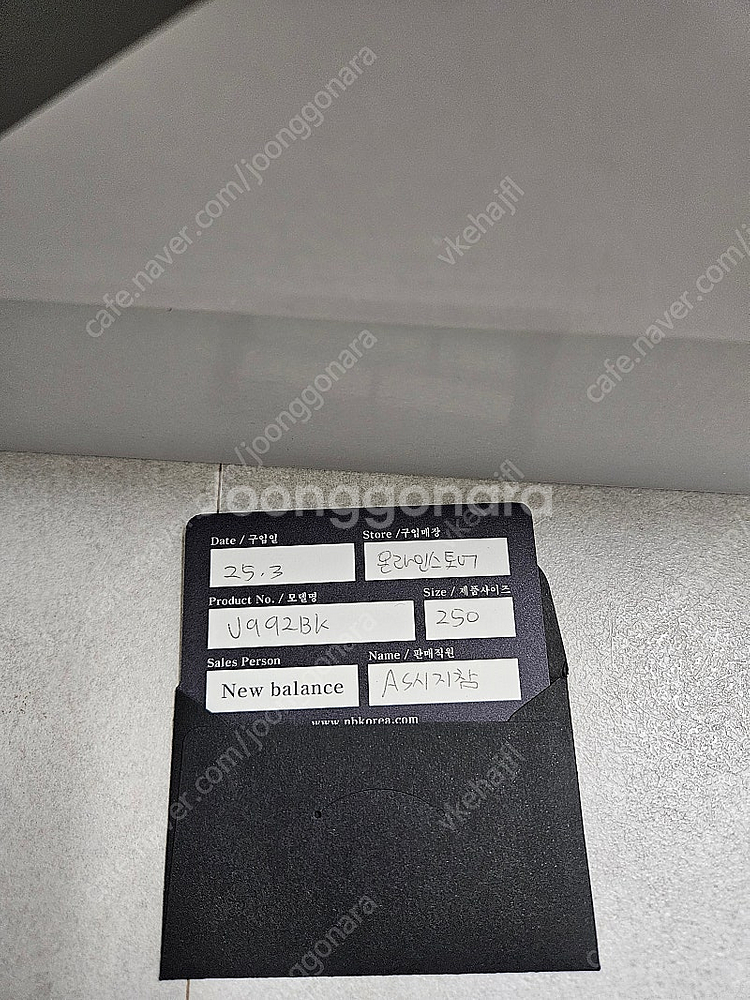 cafe.naver.com/joonggonara
vkehajfl
cafe.naver.com/joonggonara
joonggonara
Date / 구입일
Store / 구입매장
25.3
온라인스토어
Product No. / 모델명
Size / 제품사이즈
U992BK
250
Sales Person
Name / 판매직원
New balance
AS시지참
www.nbkorea.com
vkehajfl